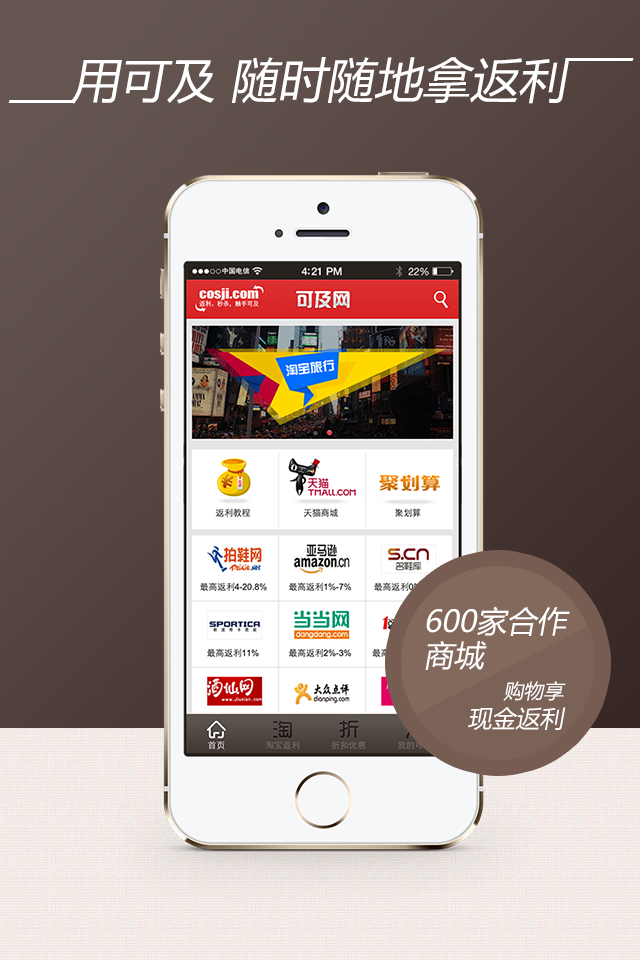 用可及 随时随地拿返利
中国电信 4:21 PM 22%
cosji.com
返利、秒杀，触手可及
可及网
淘宝旅行
返利教程
天猫
TMALL.COM
天猫商城
聚划算
聚划算
拍鞋网
Paixie.net
最高返利4-20.8%
亚马逊
amazon.cn
最高返利1%-7%
S.CN
名鞋库
SPORTICA
最高返利11%
当当网
dangdang.com
最高返利2%-3%
酒仙网
www.jiuxian.com
大众点评
dianping.com
首页
淘
淘宝返利
折
折扣优惠
600家合作
商城
购物享
现金返利